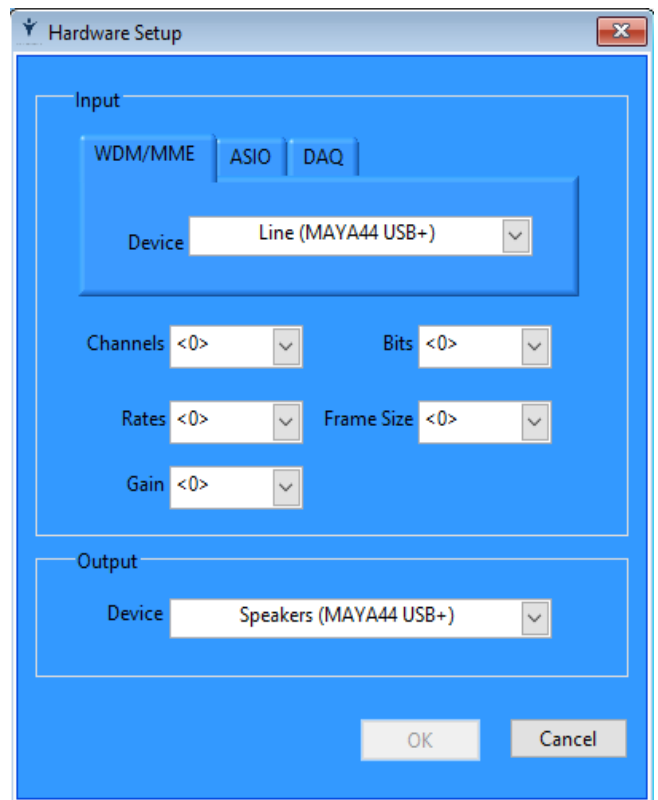 Hardware Setup
Input
WDM/MME ASIO DAQ
Device Line (MAYA44 USB+)
Channels <0> Bits <0>
Rates <0> Frame Size <0>
Gain <0>
Output
Device Speakers (MAYA44 USB+)
OK Cancel